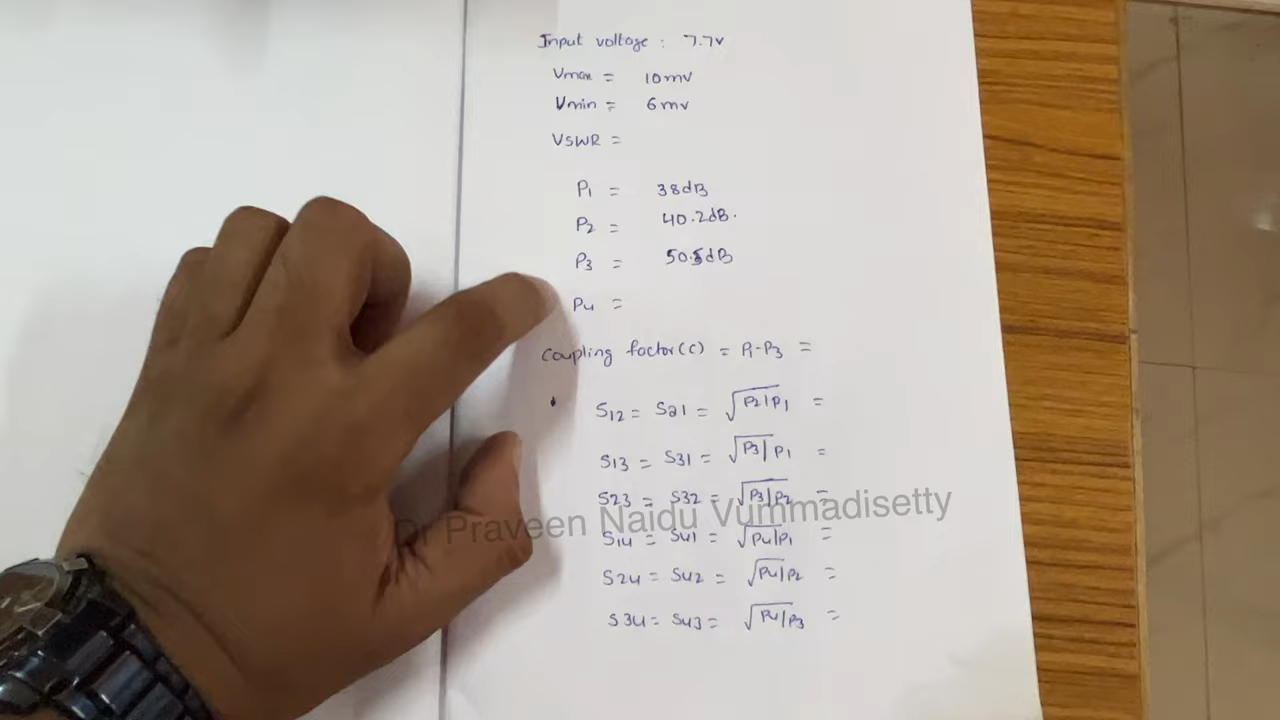 Input voltage : 7.7v
Vmax = 10mv
Vmin = 6mv
VSWR =
P1 = 38dB
P2 = 40.2dB.
P3 = 50.5dB
P4 =
Coupling factor(c) = P1-P3 =
S12 = S21 = √P2/P1 =
S13 = S31 = √P3/P1 =
S23 = S32 = √P3/P2 =
Dr Praveen Naidu Vummadisetty
S14 = S41 = √P4/P1 =
S24 = S42 = √P4/P2 =
S34 = S43 = √P4/P3 =